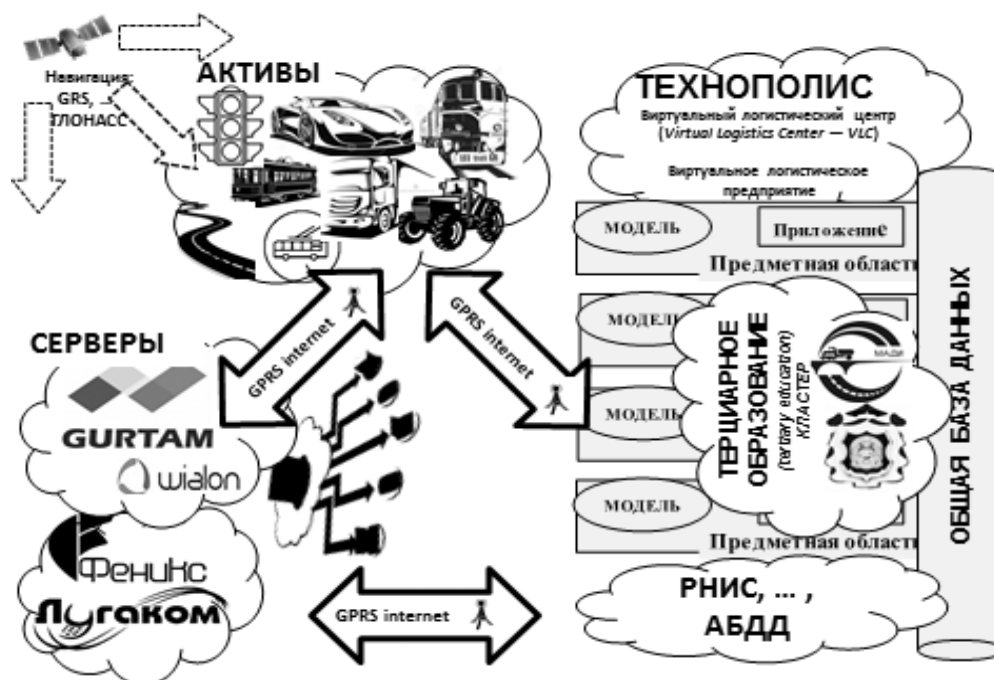 Навигация:
GRS, ...
ГЛОНАСС
АКТИВЫ
ТЕХНОПОЛИС
Виртуальный логистический центр
(Virtual Logistics Center — VLC)
Виртуальное логистическое
предприятие
МОДЕЛЬ
Приложение
Предметная област
GPRS internet
GPRS internet
СЕРВЕРЫ
GURTAM
wialon
МОДЕЛЬ
МОДЕЛЬ
ТЕРЦИАРНОЕ
ОБРАЗОВАНИЕ
(tertiary education)
КЛАСТЕР
МАДИ
ОБЩАЯ БАЗА ДАННЫХ
МОДЕЛЬ
Предметная област
Феникс
Лугаком
GPRS internet
РНИС, ... ,
АБДД